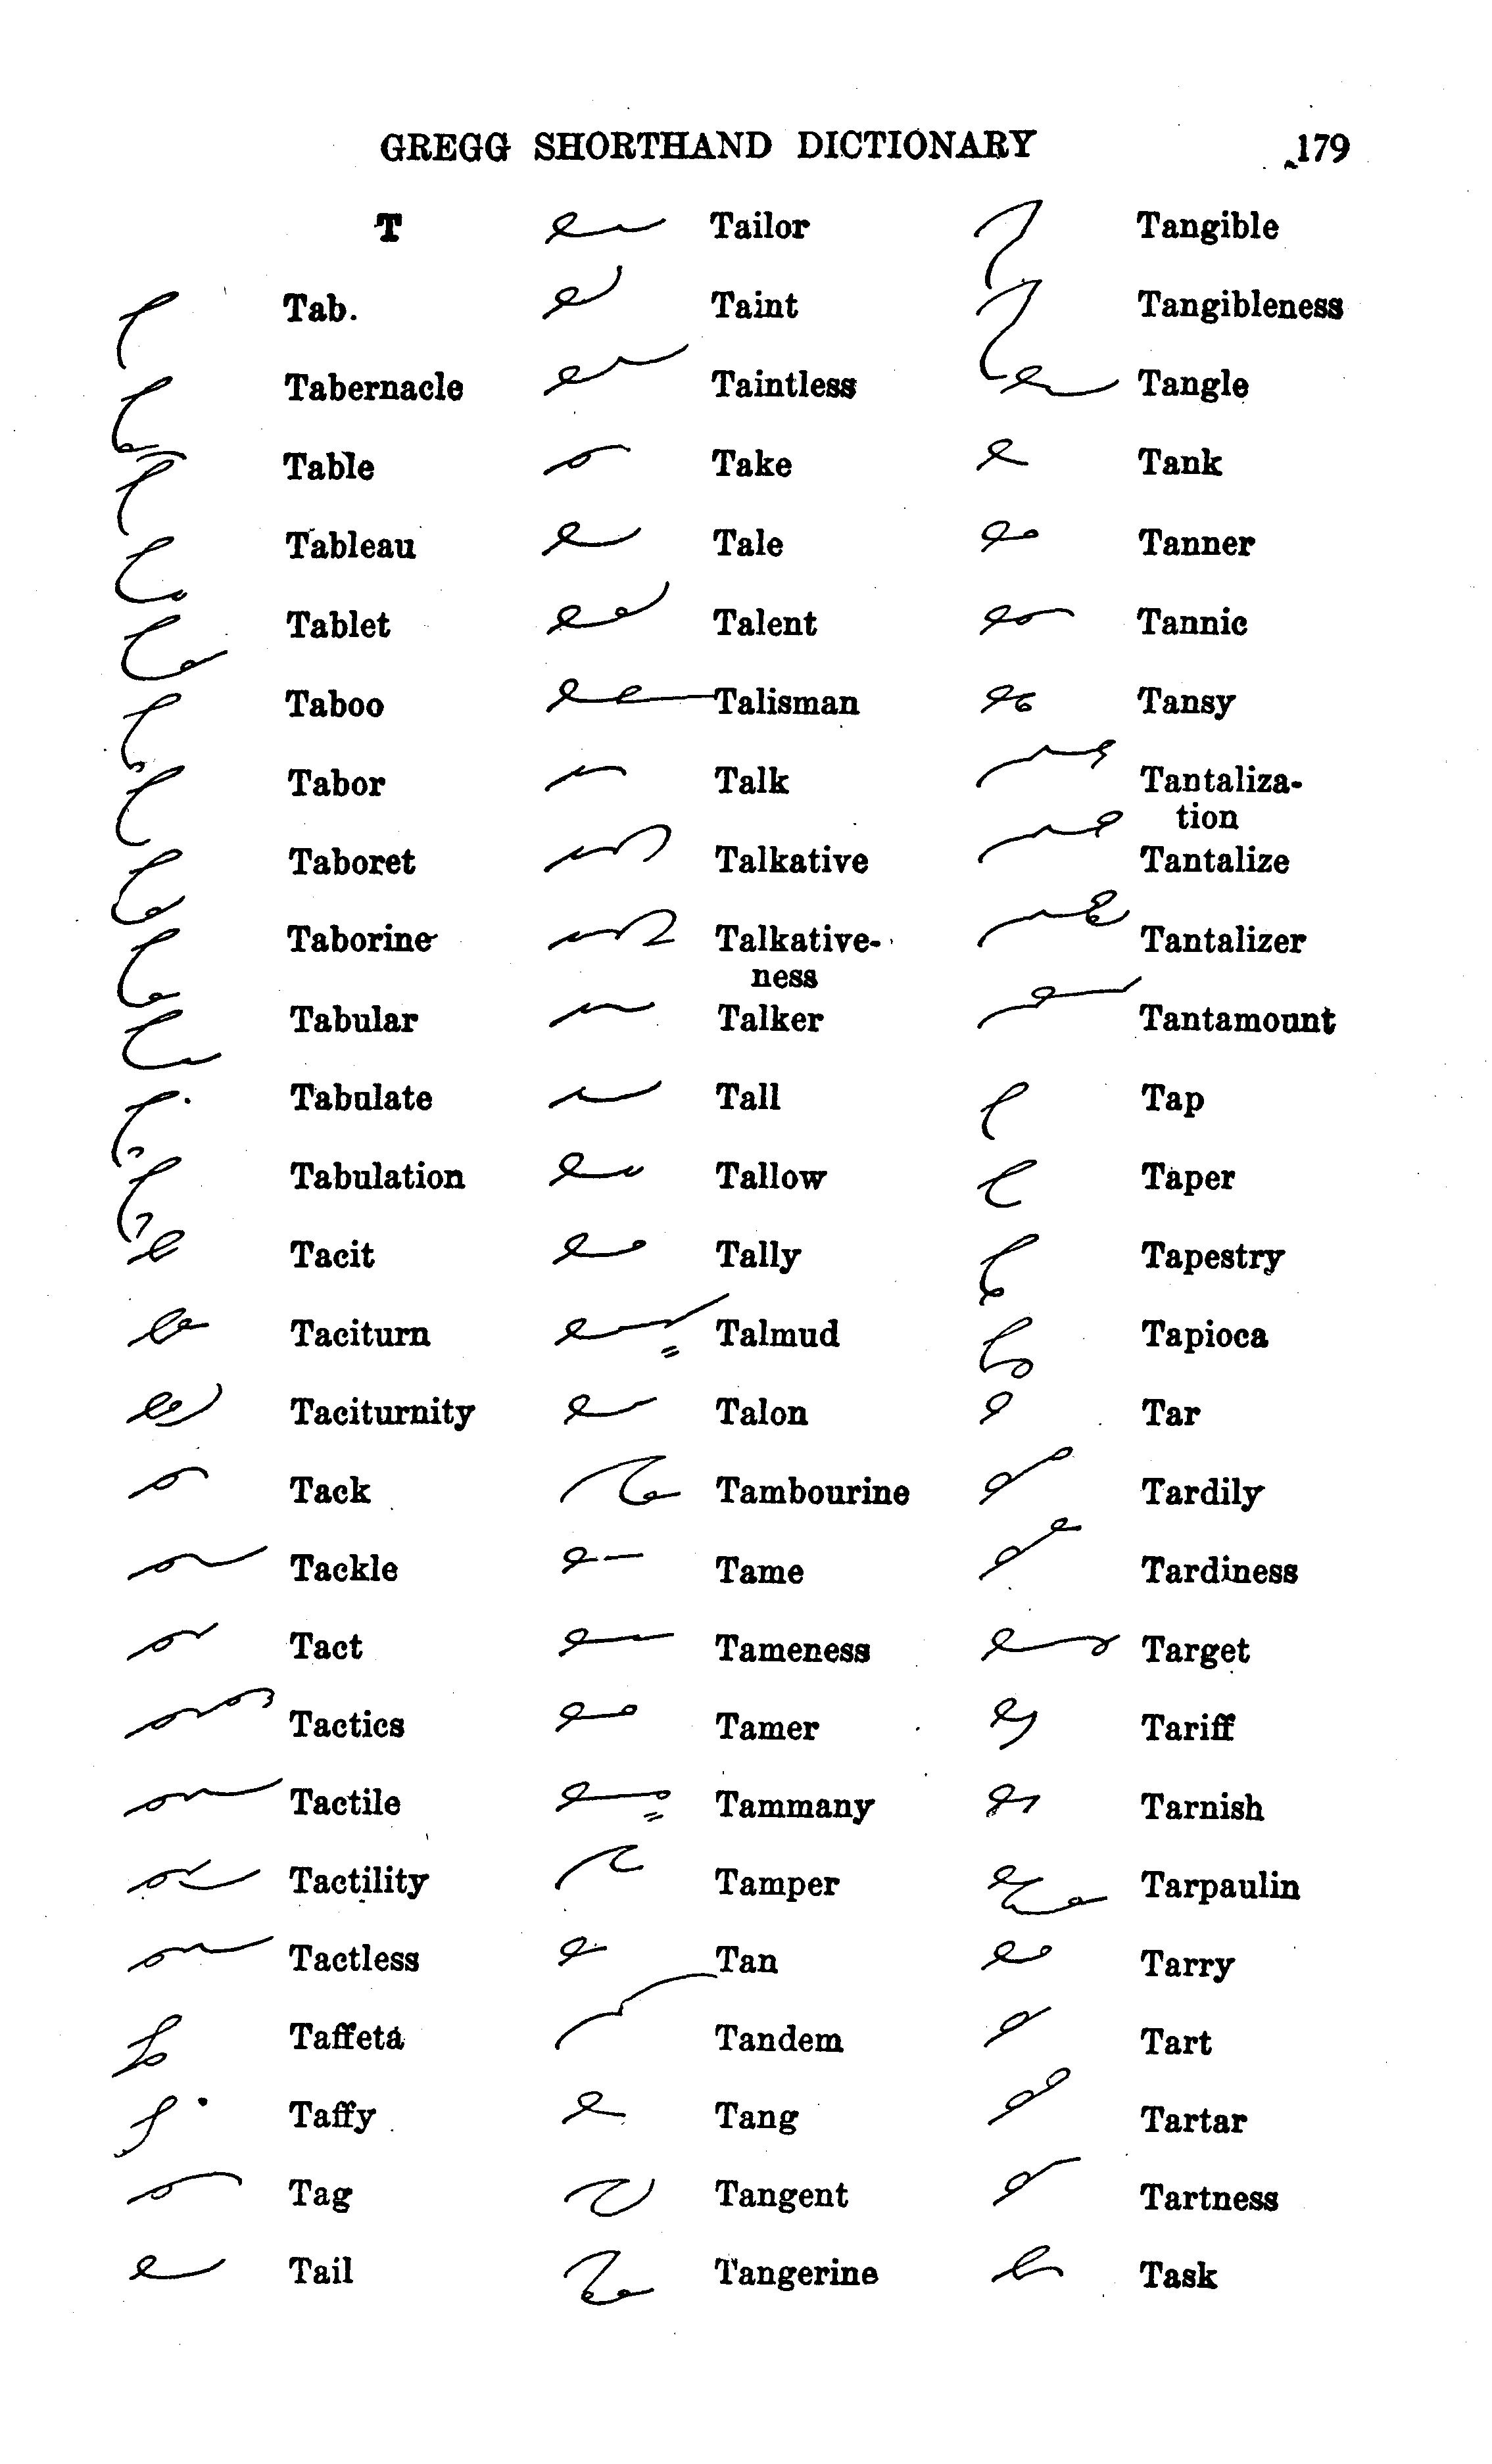 GREGG SHORTHAND DICTIONARY 179
T
Tab.
Tabernacle
Table
Tableau
Tablet
Taboo
Tabor
Taboret
Taborine
Tabular
Tabulate
Tabulation
Tacit
Taciturn
Taciturnity
Tack
Tackle
Tact
Tactics
Tactile
Tactility
Tactless
Taffeta
Taffy
Tag
Tail
Tailor
Taint
Taintless
Take
Tale
Talent
Talisman
Talk
Talkative
Talkative-
ness
Talker
Tall
Tallow
Tally
Talmud
Talon
Tambourine
Tame
Tameness
Tamer
Tammany
Tamper
Tan
Tandem
Tang
Tangent
Tangerine
Tangible
Tangibleness
Tangle
Tank
Tanner
Tannic
Tansy
Tantaliza-
tion
Tantalize
Tantalizer
Tantamount
Tap
Taper
Tapestry
Tapioca
Tar
Tardily
Tardiness
Target
Tariff
Tarnish
Tarpaulin
Tarry
Tart
Tartar
Tartness
Task